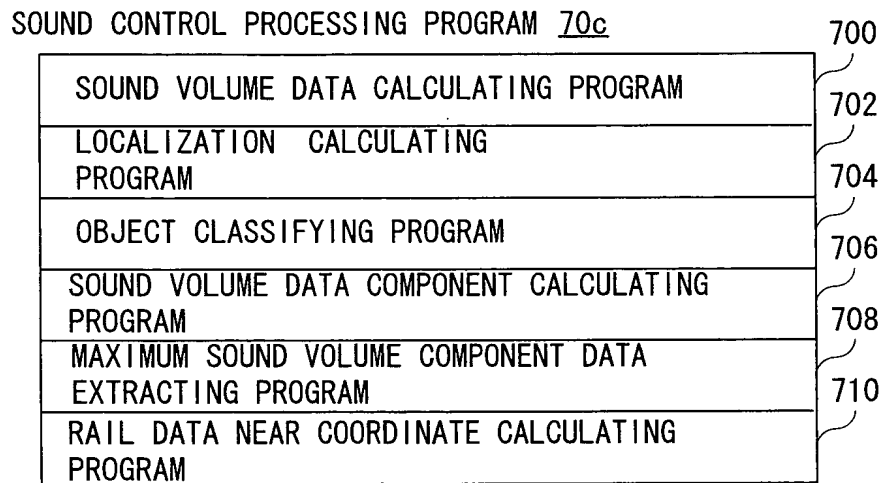 SOUND CONTROL PROCESSING PROGRAM 70c
700
SOUND VOLUME DATA CALCULATING PROGRAM
702
LOCALIZATION CALCULATING
PROGRAM
704
OBJECT CLASSIFYING PROGRAM
706
SOUND VOLUME DATA COMPONENT CALCULATING
PROGRAM
708
MAXIMUM SOUND VOLUME COMPONENT DATA
EXTRACTING PROGRAM
710
RAIL DATA NEAR COORDINATE CALCULATING
PROGRAM